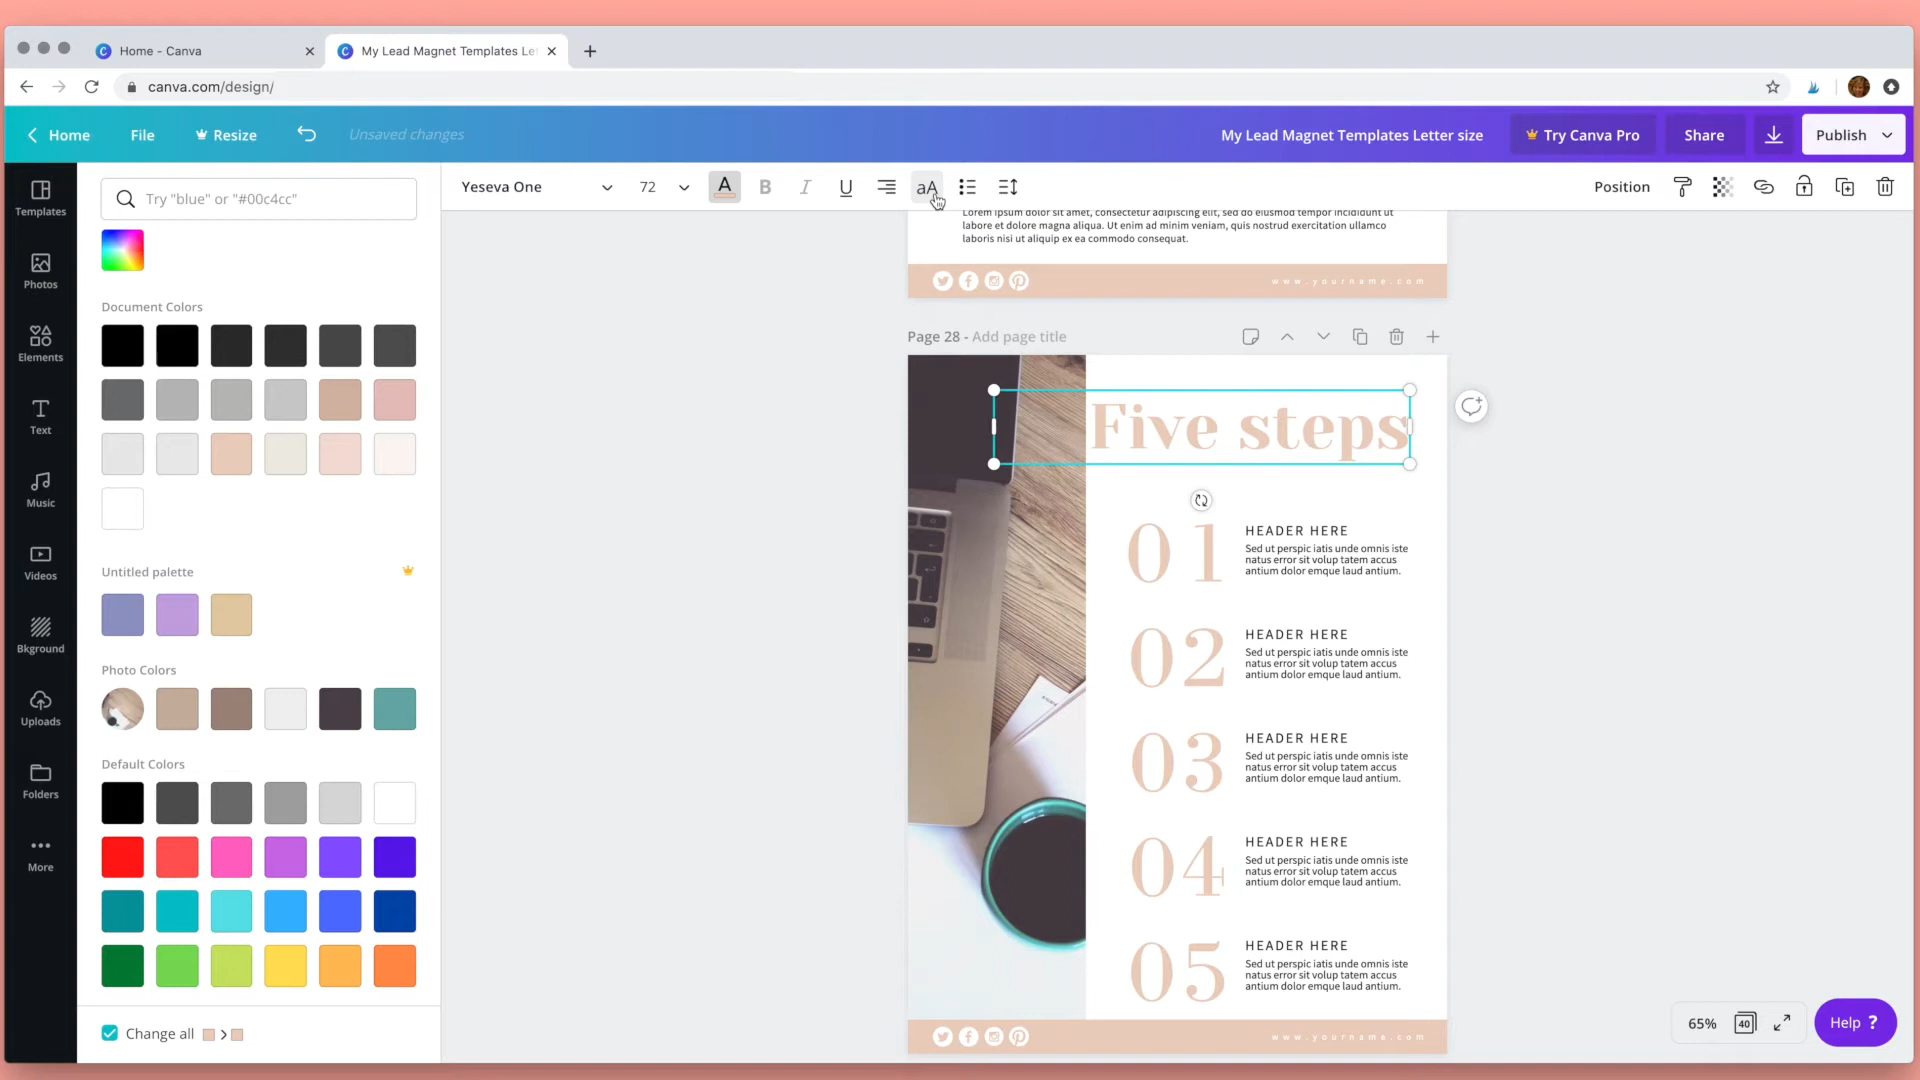 Home - Canva
My Lead Magnet Templates Le
canva.com/design/
Home
File
Resize
Unsaved changes
My Lead Magnet Templates Letter size
Try Canva Pro
Share
Publish
Templates
Photos
Elements
Text
Music
Videos
Bkground
Uploads
Folders
More
Try "blue" or "#00c4cc"
Document Colors
Untitled palette
Photo Colors
Default Colors
Change all
Yeseva One
72
A
B
I
U
aA
Position
Lorem ipsum dolor sit amet, consectetur adipiscing elit, sed do eiusmod tempor incididunt ut
labore et dolore magna aliqua. Ut enim ad minim veniam, quis nostrud exercitation ullamco
laboris nisi ut aliquip ex ea commodo consequat.
www.yourname.com
Page 28 - Add page title
Five steps
01
HEADER HERE
Sed ut perspic iatis unde omnis iste
natus error sit volup tatem accus
antium dolor emque laud antium.
02
HEADER HERE
Sed ut perspic iatis unde omnis iste
natus error sit volup tatem accus
antium dolor emque laud antium.
03
HEADER HERE
Sed ut perspic iatis unde omnis iste
natus error sit volup tatem accus
antium dolor emque laud antium.
04
HEADER HERE
Sed ut perspic iatis unde omnis iste
natus error sit volup tatem accus
antium dolor emque laud antium.
05
HEADER HERE
Sed ut perspic iatis unde omnis iste
natus error sit volup tatem accus
antium dolor emque laud antium.
www.yourname.com
65%
40
Help ?